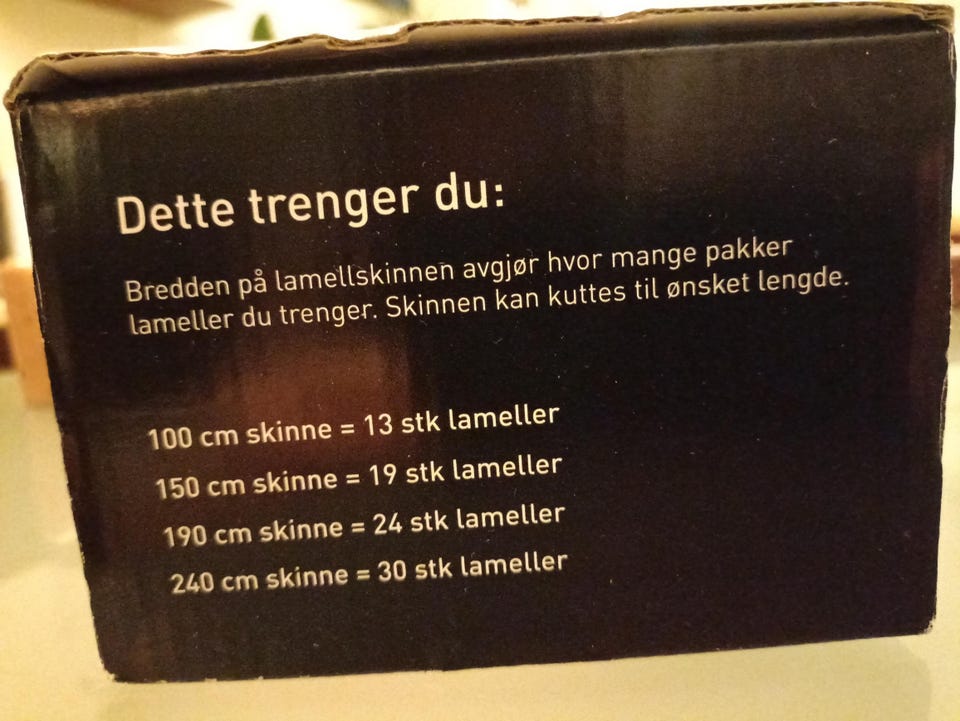 Dette trenger du:
Bredden på lamellskinnen avgjør hvor mange pakker
lameller du trenger. Skinnen kan kuttes til ønsket lengde.
100 cm skinne = 13 stk lameller
150 cm skinne = 19 stk lameller
190 cm skinne = 24 stk lameller
240 cm skinne = 30 stk lameller